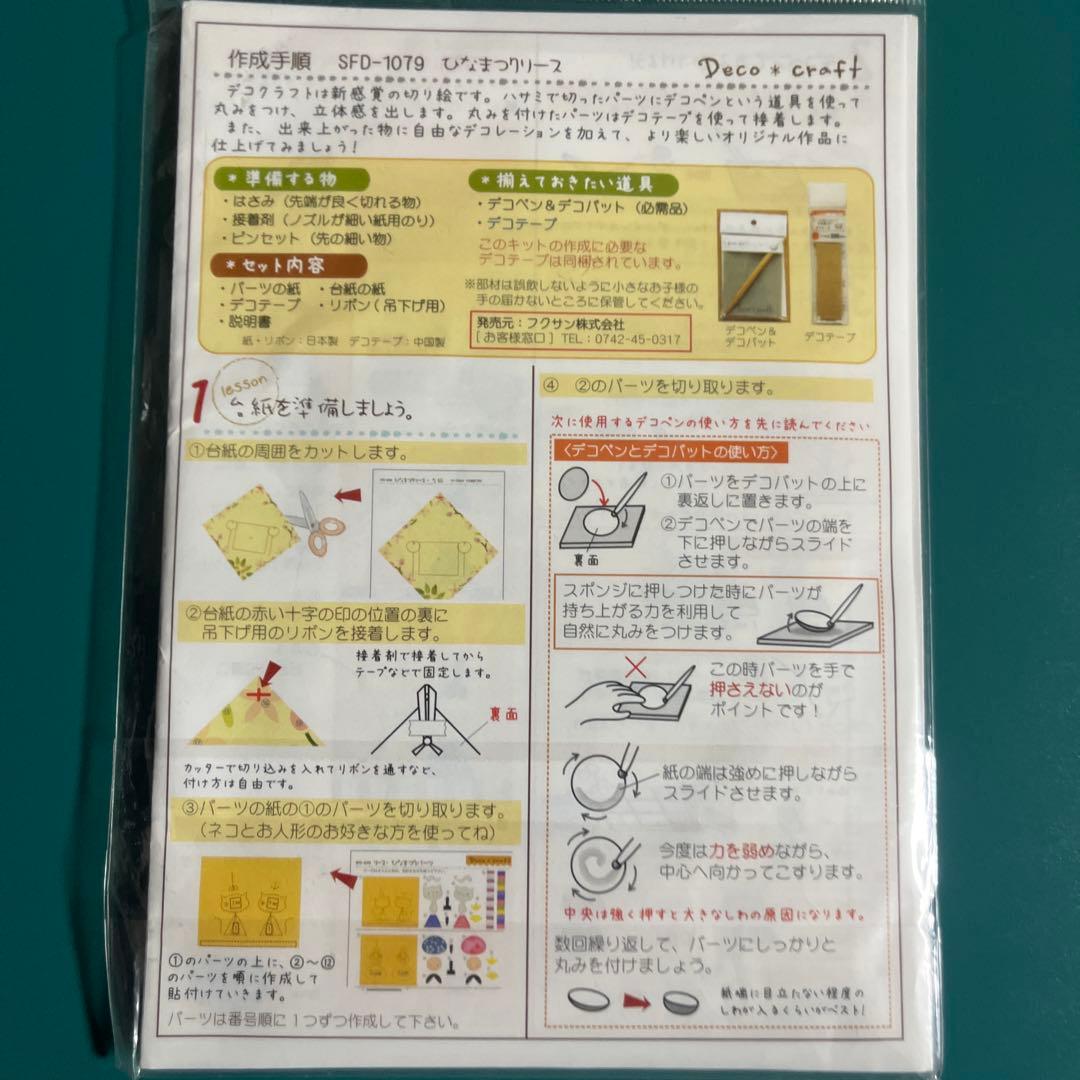 作成手順 SFD-1079 ひなまつりリース
Deco * craft
デコクラフトは新感覚の切り絵です。ハサミで切ったパーツにデコペンという道具を使って
丸みをつけ、立体感を出します。丸みを付けたパーツはデコテープを使って接着します。
また、出来上がった物に自由なデコレーションを加えて、より楽しいオリジナル作品に
仕上げてみましょう!
* 準備する物
・はさみ(先端が良く切れる物)
・接着剤(ノズルが細い紙用のり)
・ピンセット(先の細い物)
* セット内容
・パーツの紙 ・台紙の紙
・デコテープ ・リボン(吊下げ用)
・説明書
紙・リボン:日本製 デコテープ:中国製
* 揃えておきたい道具
・デコペン&デコパット(必需品)
・デコテープ
このキットの作成に必要な
デコテープは同梱されています。
※部材は誤飲しないように小さなお子様の
手の届かないところに保管してください。
発売元:フクサン株式会社
[お客様窓口] TEL:0742-45-0317
デコペン&
デコパット
デコテープ
1 lesson
台紙を準備しましょう。
①台紙の周囲をカットします。
②台紙の赤い十字の印の位置の裏に
吊下げ用のリボンを接着します。
接着剤で接着してから
テープなどで固定します。
裏面
カッターで切り込みを入れてリボンを通すなど、
付け方は自由です。
③パーツの紙の①のパーツを切り取ります。
(ネコとお人形のお好きな方を使ってね)
①のパーツの上に、②～⑫
のパーツを順に作成して
貼付けていきます。
パーツは番号順に1つずつ作成して下さい。
④ ②のパーツを切り取ります。
次に使用するデコペンの使い方を先に読んでください
〈デコペンとデコパットの使い方〉
①パーツをデコパットの上に
裏返しに置きます。
②デコペンでパーツの端を
下に押しながらスライド
させます。
裏面
スポンジに押しつけた時にパーツが
持ち上がる力を利用して
自然に丸みをつけます。
この時パーツを手で
押さえないのが
ポイントです!
紙の端は強めに押しながら
スライドさせます。
今度は力を弱めながら、
中心へ向かってこすります。
中央は強く押すと大きなしわの原因になります。
数回繰り返して、パーツにしっかりと
丸みを付けましょう。
紙端に目立たない程度の
しわが入るくらいがベスト!